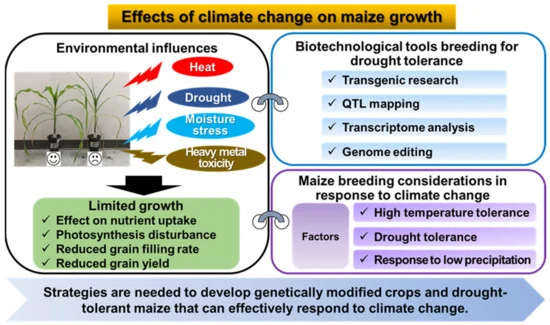 Effects of climate change on maize growth
Environmental influences
Heat
Drought
Moisture
stress
Heavy metal
toxicity
Limited growth
✓ Effect on nutrient uptake
✓ Photosynthesis disturbance
✓ Reduced grain filling rate
✓ Reduced grain yield
Biotechnological tools breeding for
drought tolerance
✓ Transgenic research
✓ QTL mapping
✓ Transcriptome analysis
✓ Genome editing
Maize breeding considerations in
response to climate change
Factors
✓ High temperature tolerance
✓ Drought tolerance
✓ Response to low precipitation
Strategies are needed to develop genetically modified crops and drought-
tolerant maize that can effectively respond to climate change.